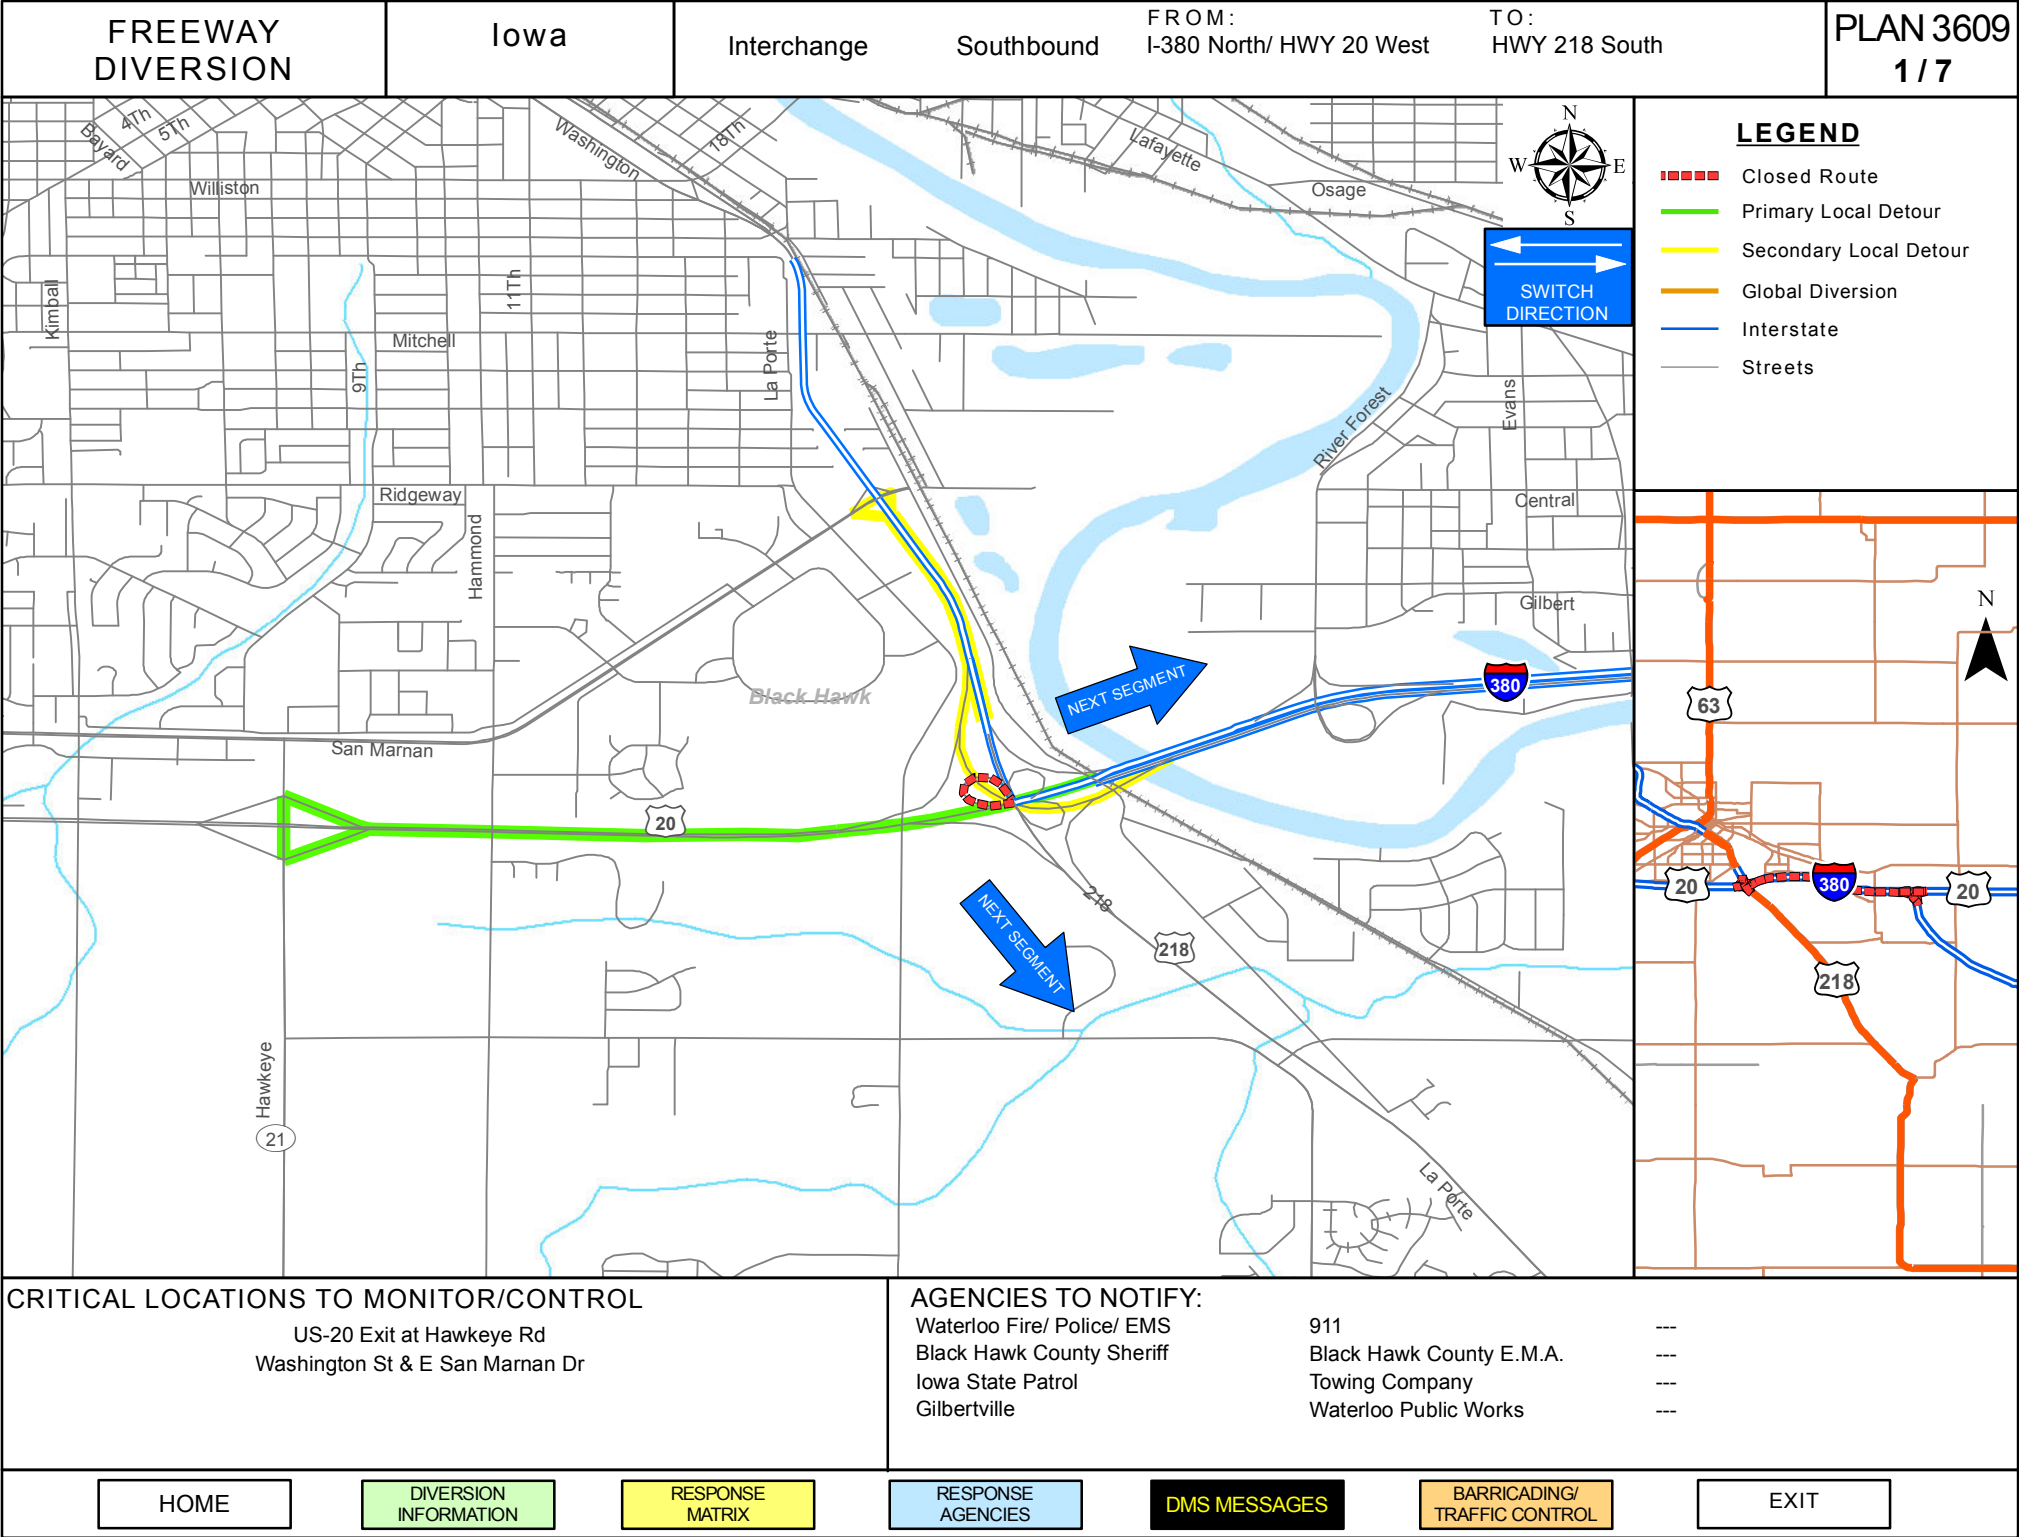 FREEWAY
DIVERSION
Iowa
Interchange
Southbound
FROM:
I-380 North/ HWY 20 West
TO:
HWY 218 South
PLAN 3609
1 / 7
4Th
5Th
Bayard
Washington
18Th
Lafayette
Williston
Osage
N
W
E
S
SWITCH
DIRECTION
Kimball
11Th
Mitchell
La Porte
9Th
River Forest
Evans
Ridgeway
Hammond
Central
Gilbert
Black Hawk
NEXT SEGMENT
380
San Marnan
20
218
NEXT SEGMENT
218
Hawkeye
21
La Porte
LEGEND
Closed Route
Primary Local Detour
Secondary Local Detour
Global Diversion
Interstate
Streets
N
63
20
380
20
218
CRITICAL LOCATIONS TO MONITOR/CONTROL
US-20 Exit at Hawkeye Rd
Washington St & E San Marnan Dr
AGENCIES TO NOTIFY:
Waterloo Fire/ Police/ EMS
911
---
Black Hawk County Sheriff
Black Hawk County E.M.A.
---
Iowa State Patrol
Towing Company
---
Gilbertville
Waterloo Public Works
---
HOME
DIVERSION
INFORMATION
RESPONSE
MATRIX
RESPONSE
AGENCIES
DMS MESSAGES
BARRICADING/
TRAFFIC CONTROL
EXIT